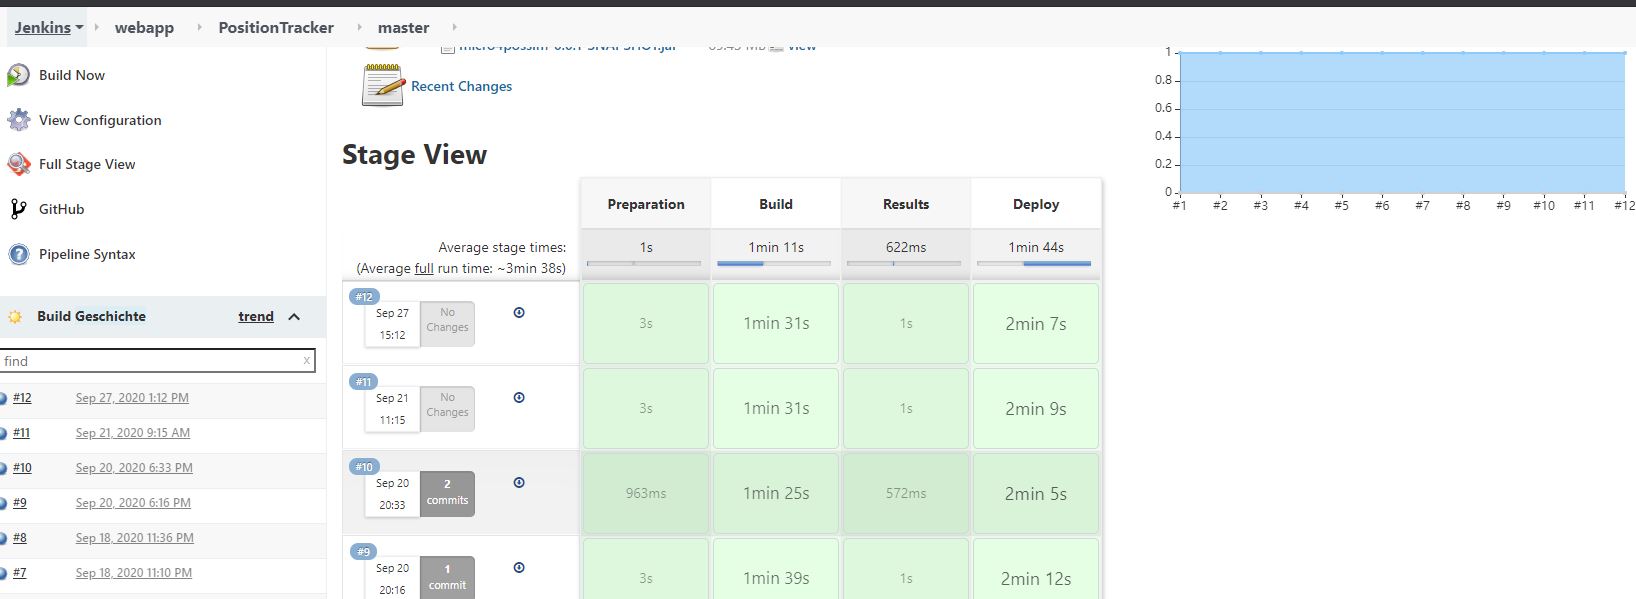 Jenkins webapp PositionTracker master
micro4possim-0.0.1-SNAPSHOT.jar view
Recent Changes
Build Now
View Configuration
Full Stage View
GitHub
Pipeline Syntax
Build Geschichte trend
find x
#12 Sep 27, 2020 1:12 PM
#11 Sep 21, 2020 9:15 AM
#10 Sep 20, 2020 6:33 PM
#9 Sep 20, 2020 6:16 PM
#8 Sep 18, 2020 11:36 PM
#7 Sep 18, 2020 11:10 PM
Stage View
Preparation Build Results Deploy
Average stage times: 1s 1min 11s 622ms 1min 44s
(Average full run time: ~3min 38s)
#12
Sep 27 No
Changes
15:12
3s 1min 31s 1s 2min 7s
#11
Sep 21 No
Changes
11:15
3s 1min 31s 1s 2min 9s
#10
Sep 20 2
commits
20:33
963ms 1min 25s 572ms 2min 5s
#9
Sep 20 1
commit
20:16
3s 1min 39s 1s 2min 12s
1
0.8
0.6
0.4
0.2
0
#1 #2 #3 #4 #5 #6 #7 #8 #9 #10 #11 #12